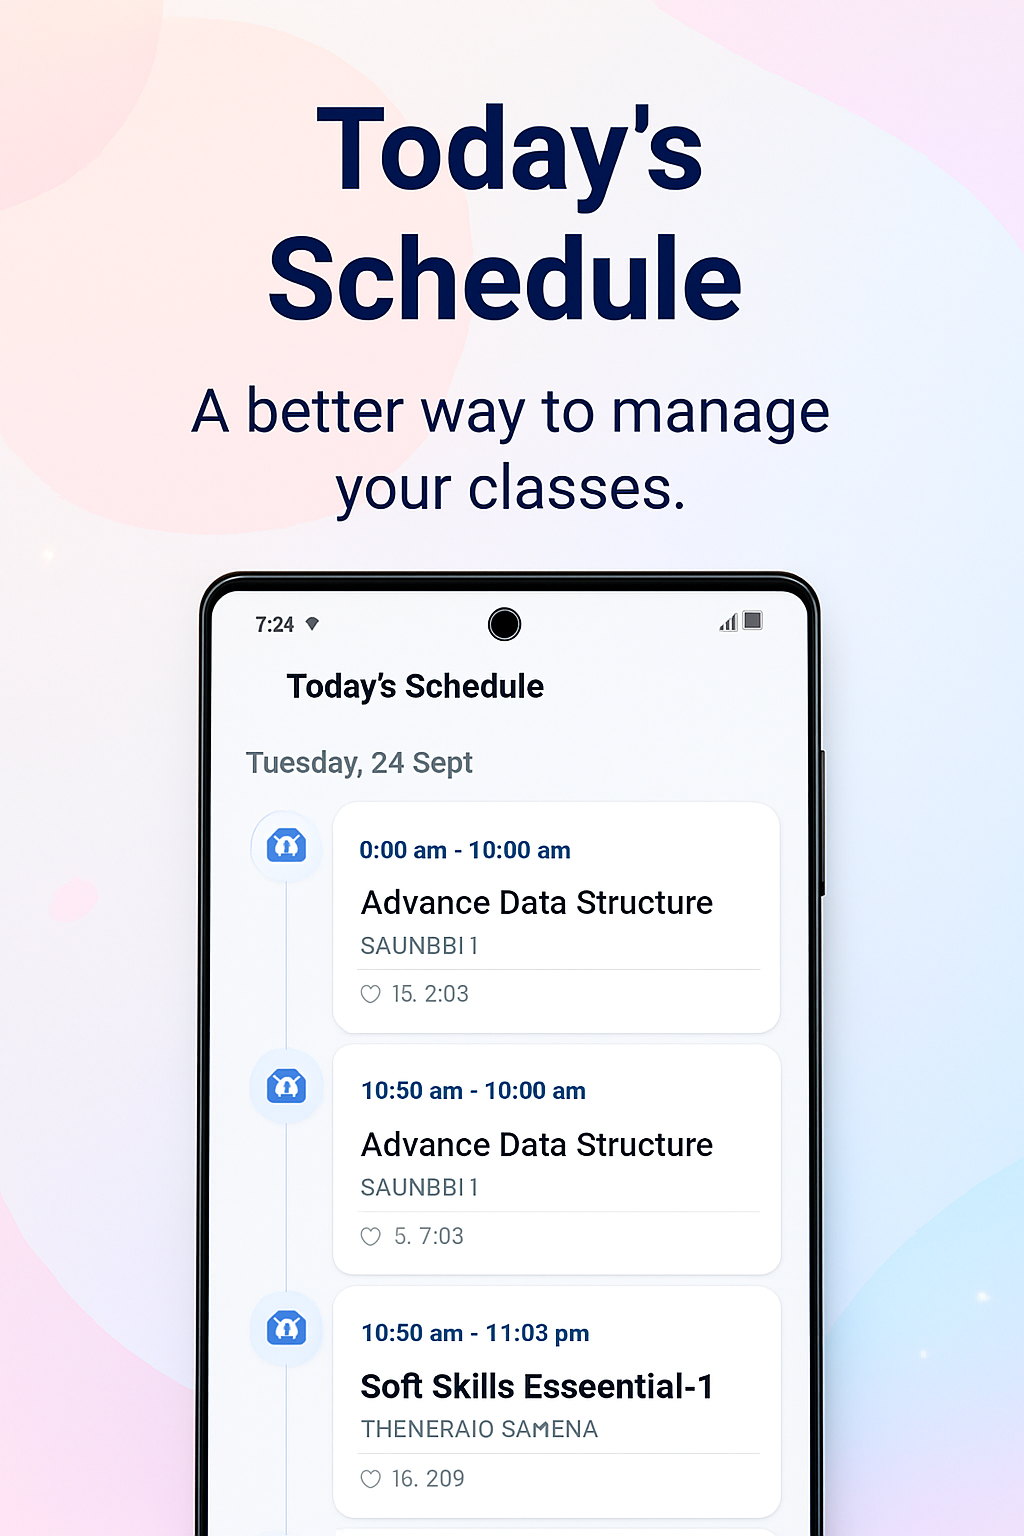 Today’s
Schedule
A better way to manage
your classes.
7:24
Today’s Schedule
Tuesday, 24 Sept
0:00 am - 10:00 am
Advance Data Structure
SAUNBBI 1
15. 2:03
10:50 am - 10:00 am
Advance Data Structure
SAUNBBI 1
5. 7:03
10:50 am - 11:03 pm
Soft Skills Esseential-1
THENERAIO SAMENA
16. 209